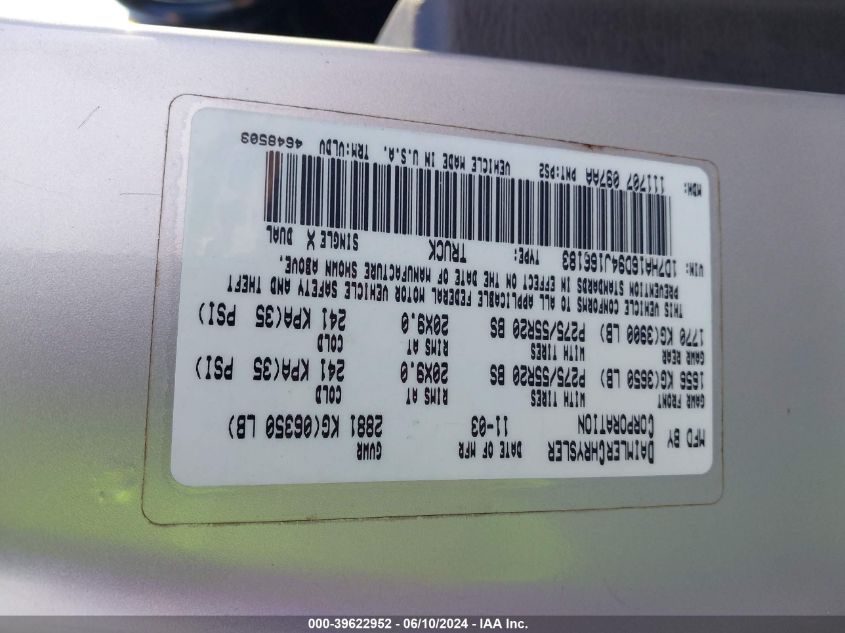 MFD BY DAIMLERCHRYSLER CORPORATION DATE OF MFR 11-03 GVWR 2881 KG(06350 LB)
GAWR FRONT WITH TIRES RIMS AT COLD
1656 KG(3650 LB) P275/55R20 BS 20X9.0 241 KPA(35 PSI)
GAWR REAR WITH TIRES RIMS AT COLD
1770 KG(3900 LB) P275/55R20 BS 20X9.0 241 KPA(35 PSI)
THIS VEHICLE CONFORMS TO ALL APPLICABLE FEDERAL MOTOR VEHICLE SAFETY AND THEFT
PREVENTION STANDARDS IN EFFECT ON THE DATE OF MANUFACTURE SHOWN ABOVE.
VIN: 1D7HA16D94J166183 TYPE: TRUCK SINGLE X DUAL
MDH: 111707 097AA PNT:PS2 VEHICLE MADE IN U.S.A. TRM:ULDV 4648503
000-39622952 - 06/10/2024 - IAA Inc.